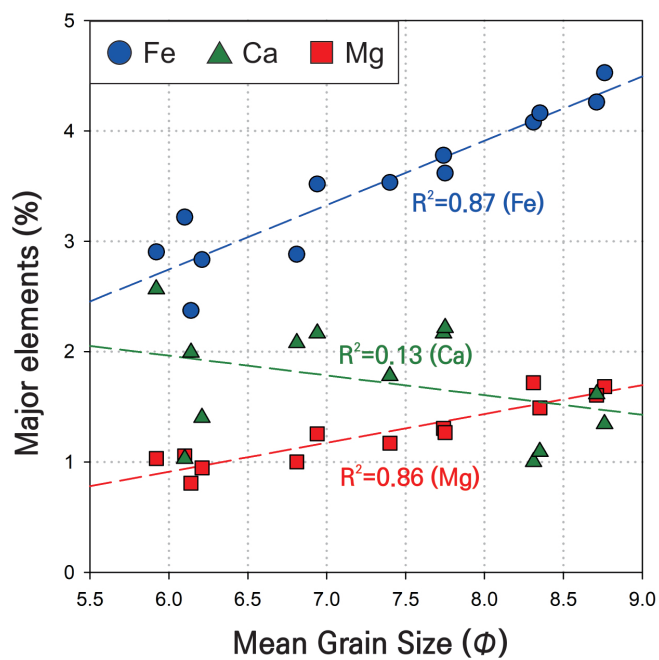 5
4
3
2
1
0
Major elements (%)
Fe Ca Mg
R²=0.87 (Fe)
R²=0.13 (Ca)
R²=0.86 (Mg)
5.5 6.0 6.5 7.0 7.5 8.0 8.5 9.0
Mean Grain Size (Φ)